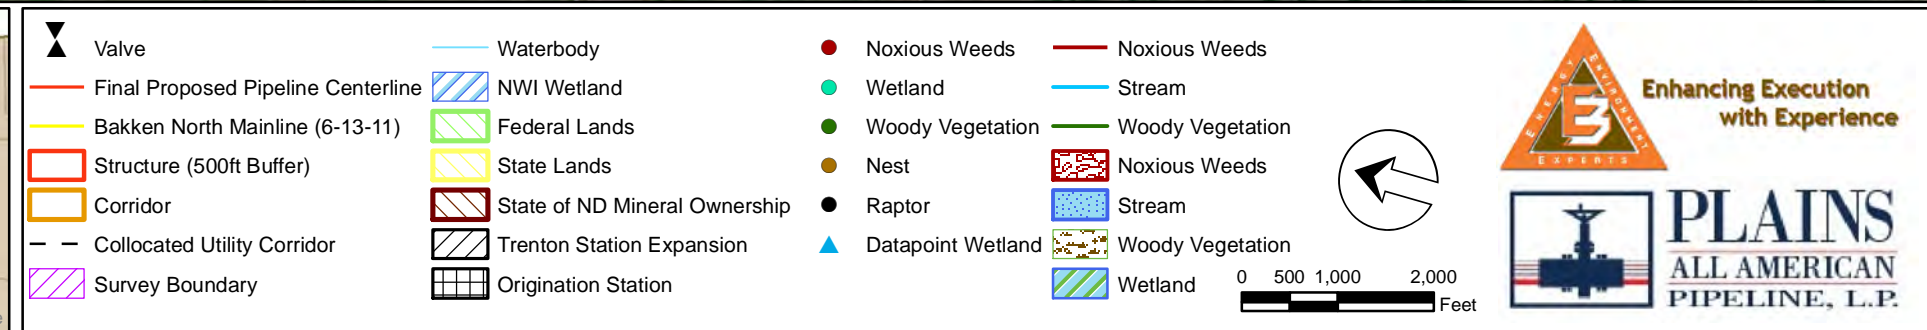 Valve
Final Proposed Pipeline Centerline
Bakken North Mainline (6-13-11)
Structure (500ft Buffer)
Corridor
Collocated Utility Corridor
Survey Boundary
Waterbody
NWI Wetland
Federal Lands
State Lands
State of ND Mineral Ownership
Trenton Station Expansion
Origination Station
Noxious Weeds
Wetland
Woody Vegetation
Nest
Raptor
Datapoint Wetland
Noxious Weeds
Stream
Woody Vegetation
Noxious Weeds
Stream
Woody Vegetation
Wetland
0 500 1,000 2,000
Feet
ENERGY ENVIRONMENT
E3
EXPERTS
Enhancing Execution
with Experience
PLAINS
ALL AMERICAN
PIPELINE, L.P.